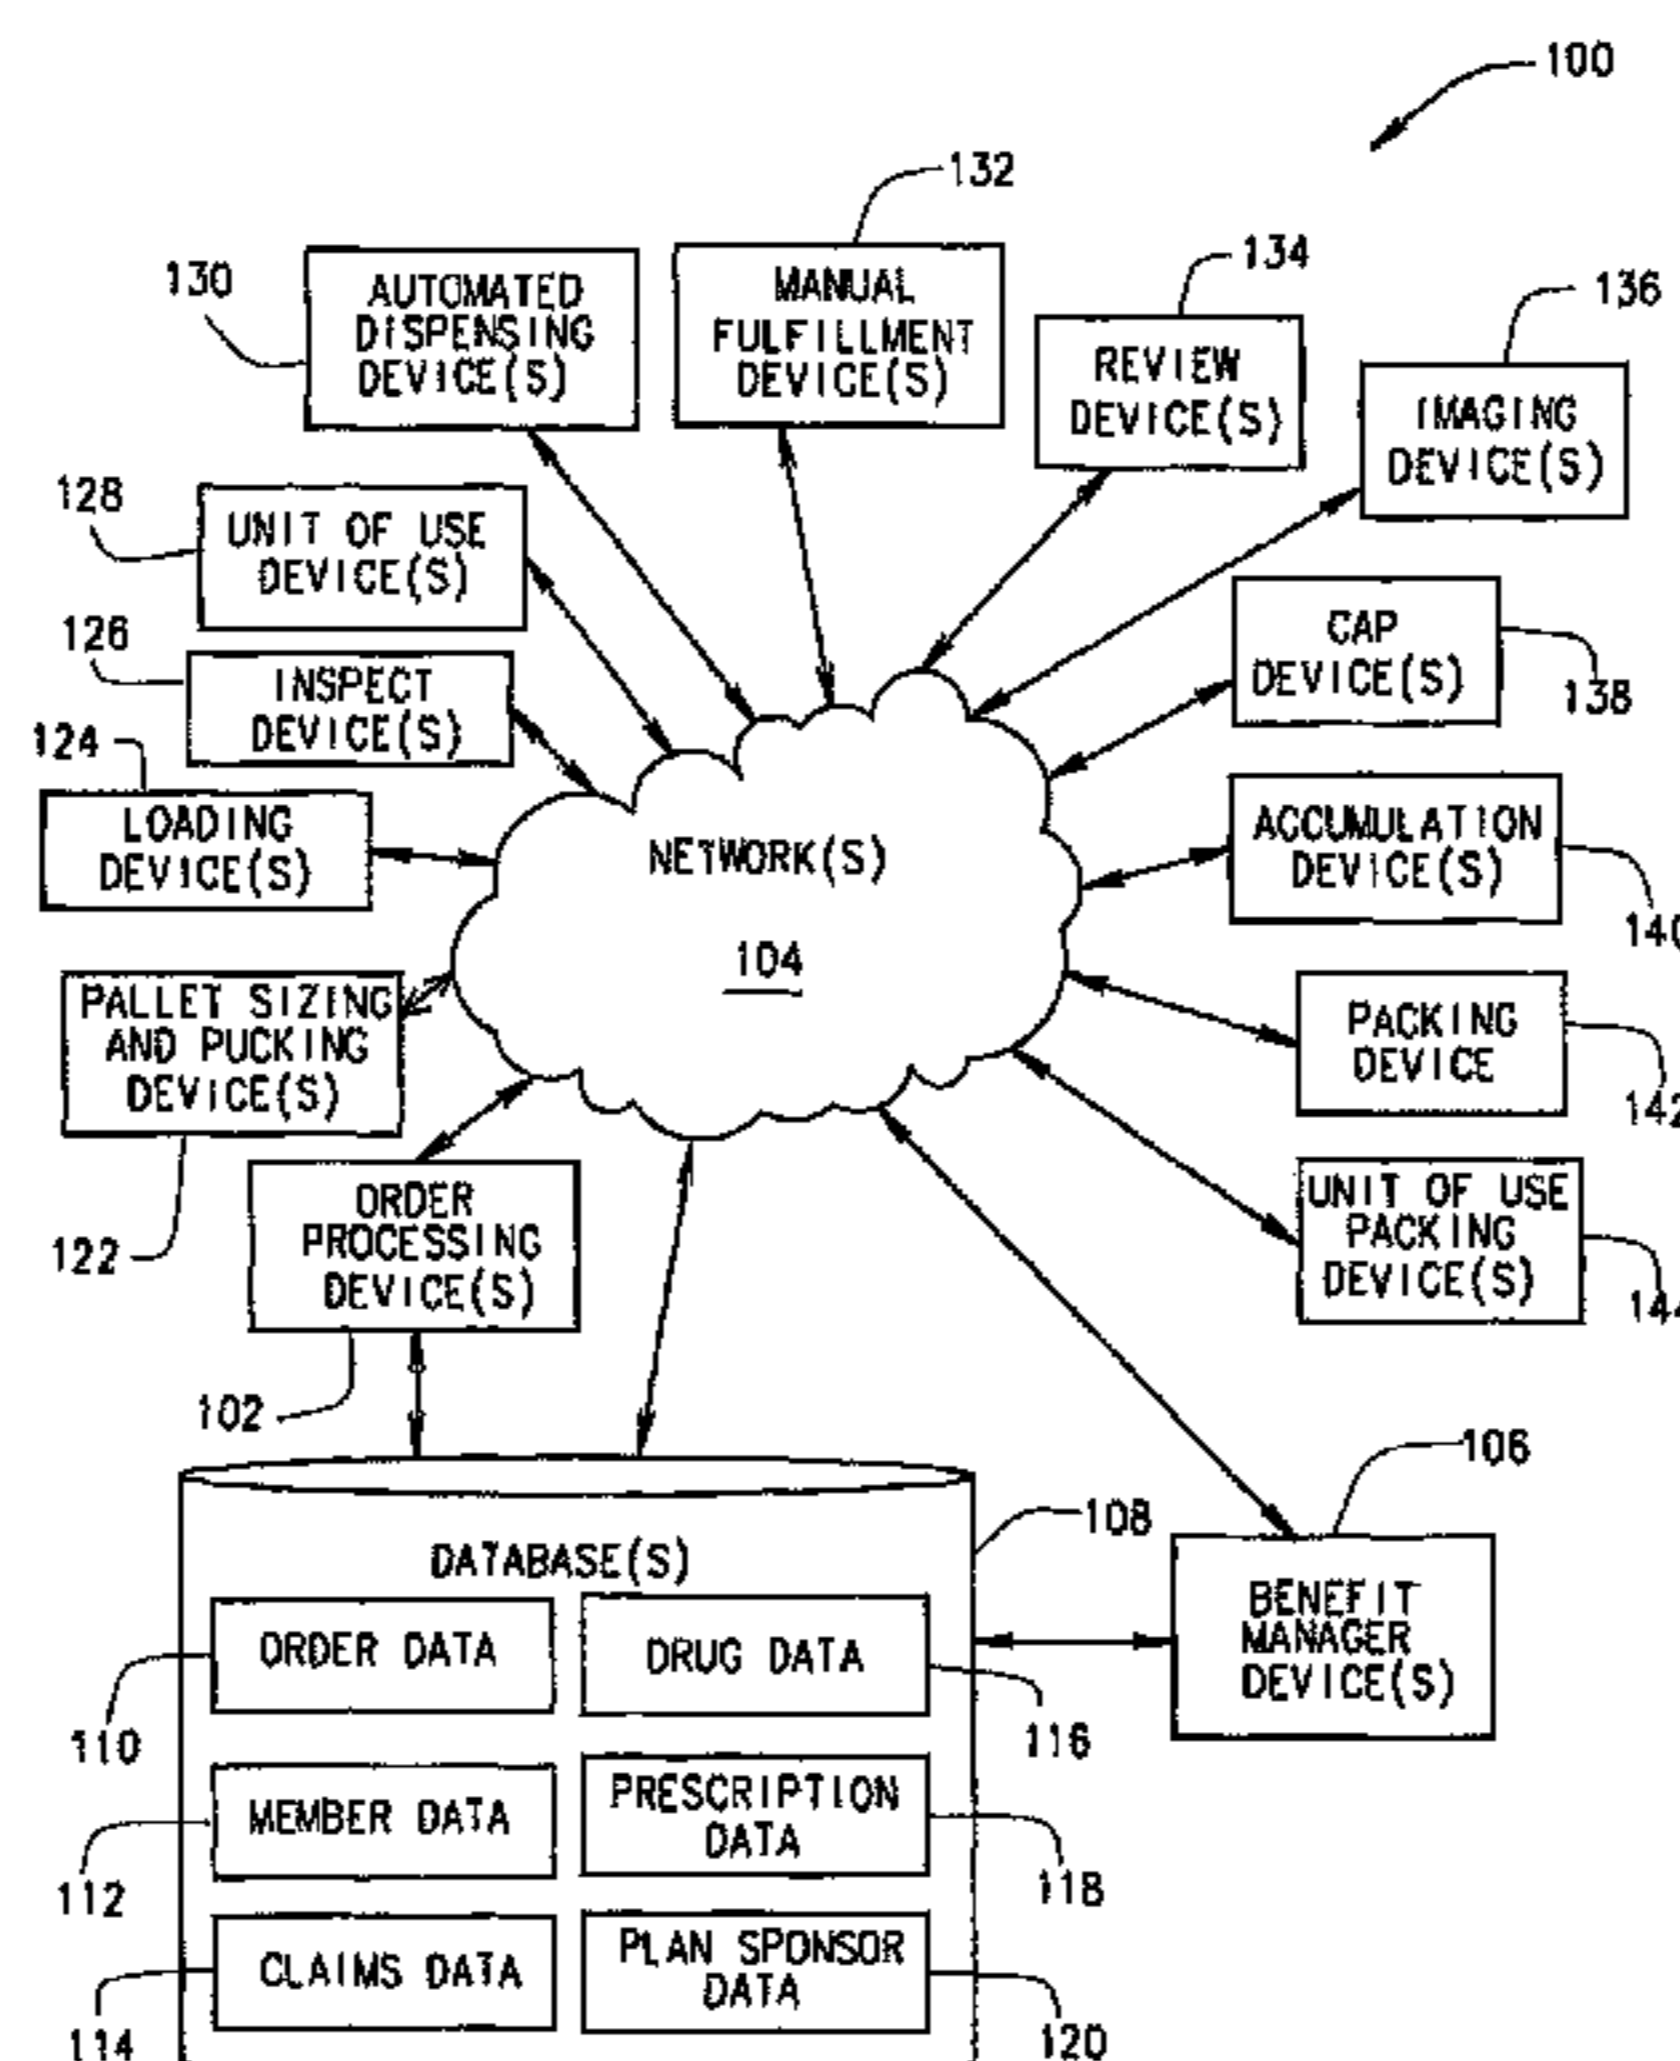 100
132
130
AUTOMATED
DISPENSING
DEVICE(S)
MANUAL
FULFILLMENT
DEVICE(S)
134
REVIEW
DEVICE(S)
136
IMAGING
DEVICE(S)
128
UNIT OF USE
DEVICE(S)
126
INSPECT
DEVICE(S)
CAP
DEVICE(S)
138
124
LOADING
DEVICE(S)
NETWORK(S)
104
ACCUMULATION
DEVICE(S)
140
PALLET SIZING
AND PUCKING
DEVICE(S)
122
PACKING
DEVICE
142
ORDER
PROCESSING
DEVICE(S)
102
UNIT OF USE
PACKING
DEVICE(S)
144
106
108
BENEFIT
MANAGER
DEVICE(S)
DATABASE(S)
ORDER DATA
110
DRUG DATA
116
MEMBER DATA
112
PRESCRIPTION
DATA
118
CLAIMS DATA
114
PLAN SPONSOR
DATA
120